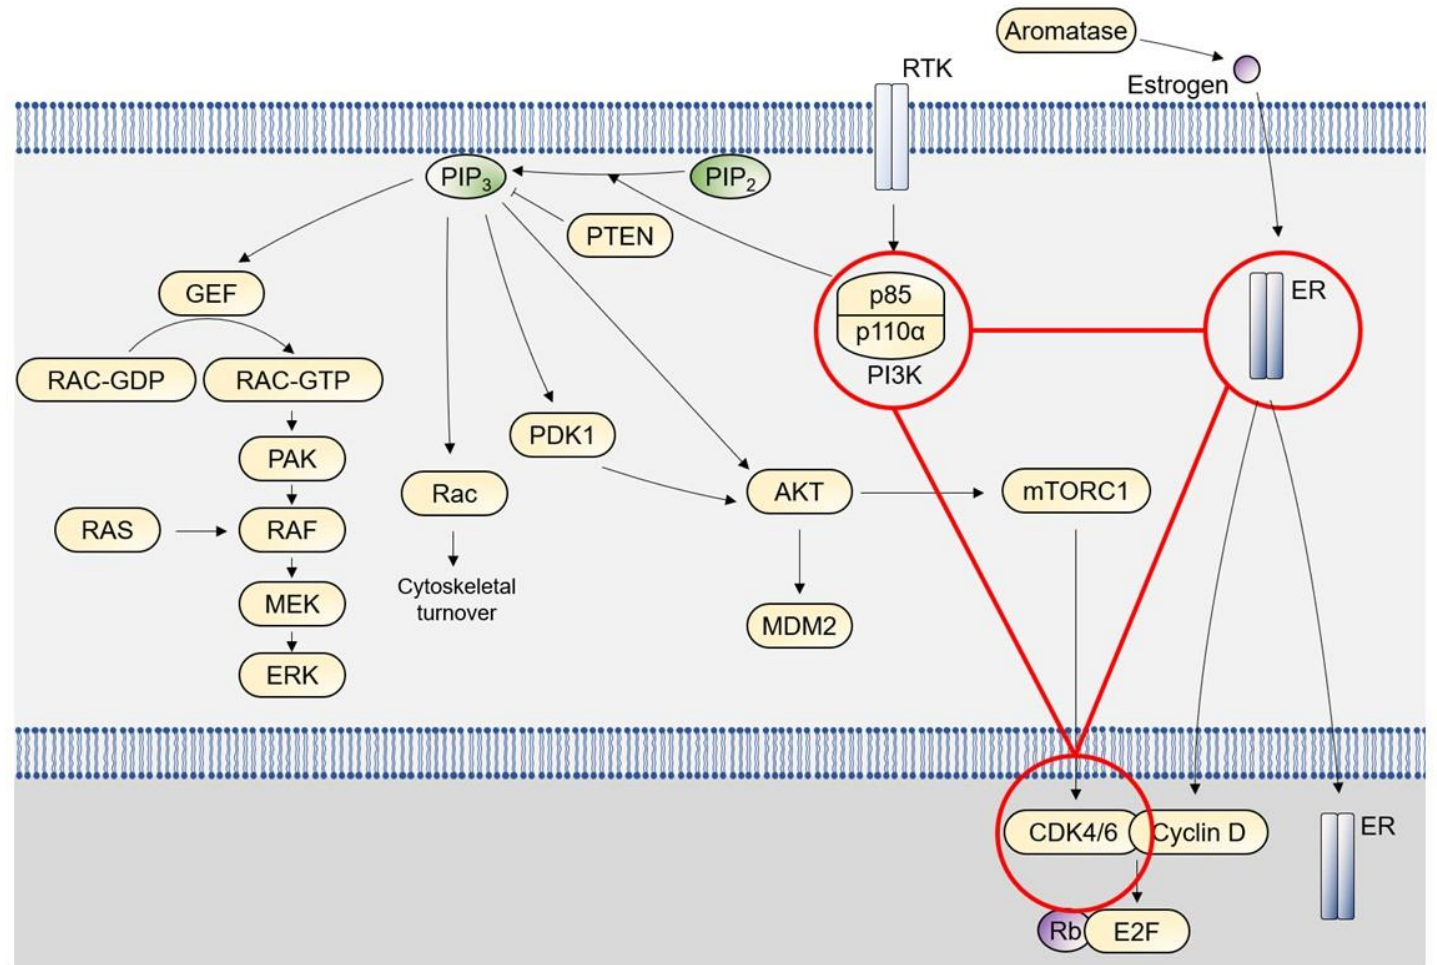 Aromatase
RTK
Estrogen
PIP3
PIP2
PTEN
GEF
p85
p110α
PI3K
ER
RAC-GDP
RAC-GTP
PDK1
PAK
Rac
AKT
mTORC1
RAS
RAF
Cytoskeletal
turnover
MEK
MDM2
ERK
CDK4/6
Cyclin D
ER
Rb
E2F